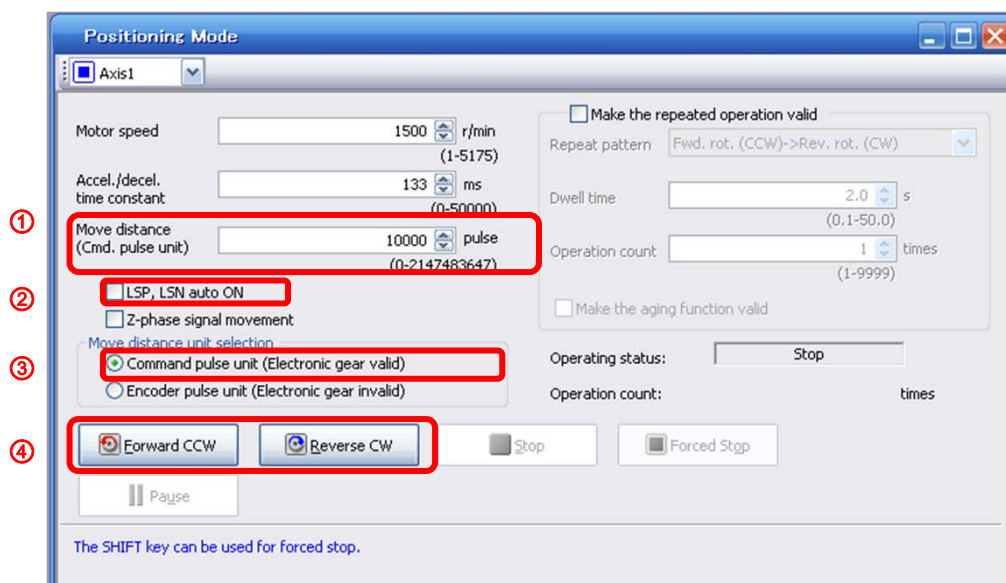 Positioning Mode
Axis1
Motor speed 1500 r/min
(1-5175)
Accel./decel.
time constant 133 ms
(0-50000)
①
Move distance
(Cmd. pulse unit) 10000 pulse
(0-2147483647)
② LSP, LSN auto ON
Z-phase signal movement
Move distance unit selection
③ Command pulse unit (Electronic gear valid)
Encoder pulse unit (Electronic gear invalid)
Make the repeated operation valid
Repeat pattern Fwd. rot. (CCW)->Rev. rot. (CW)
Dwell time 2.0 s
(0.1-50.0)
Operation count 1 times
(1-9999)
Make the aging function valid
Operating status: Stop
Operation count: times
④ Forward CCW Reverse CW Stop Forced Stop
Pause
The SHIFT key can be used for forced stop.